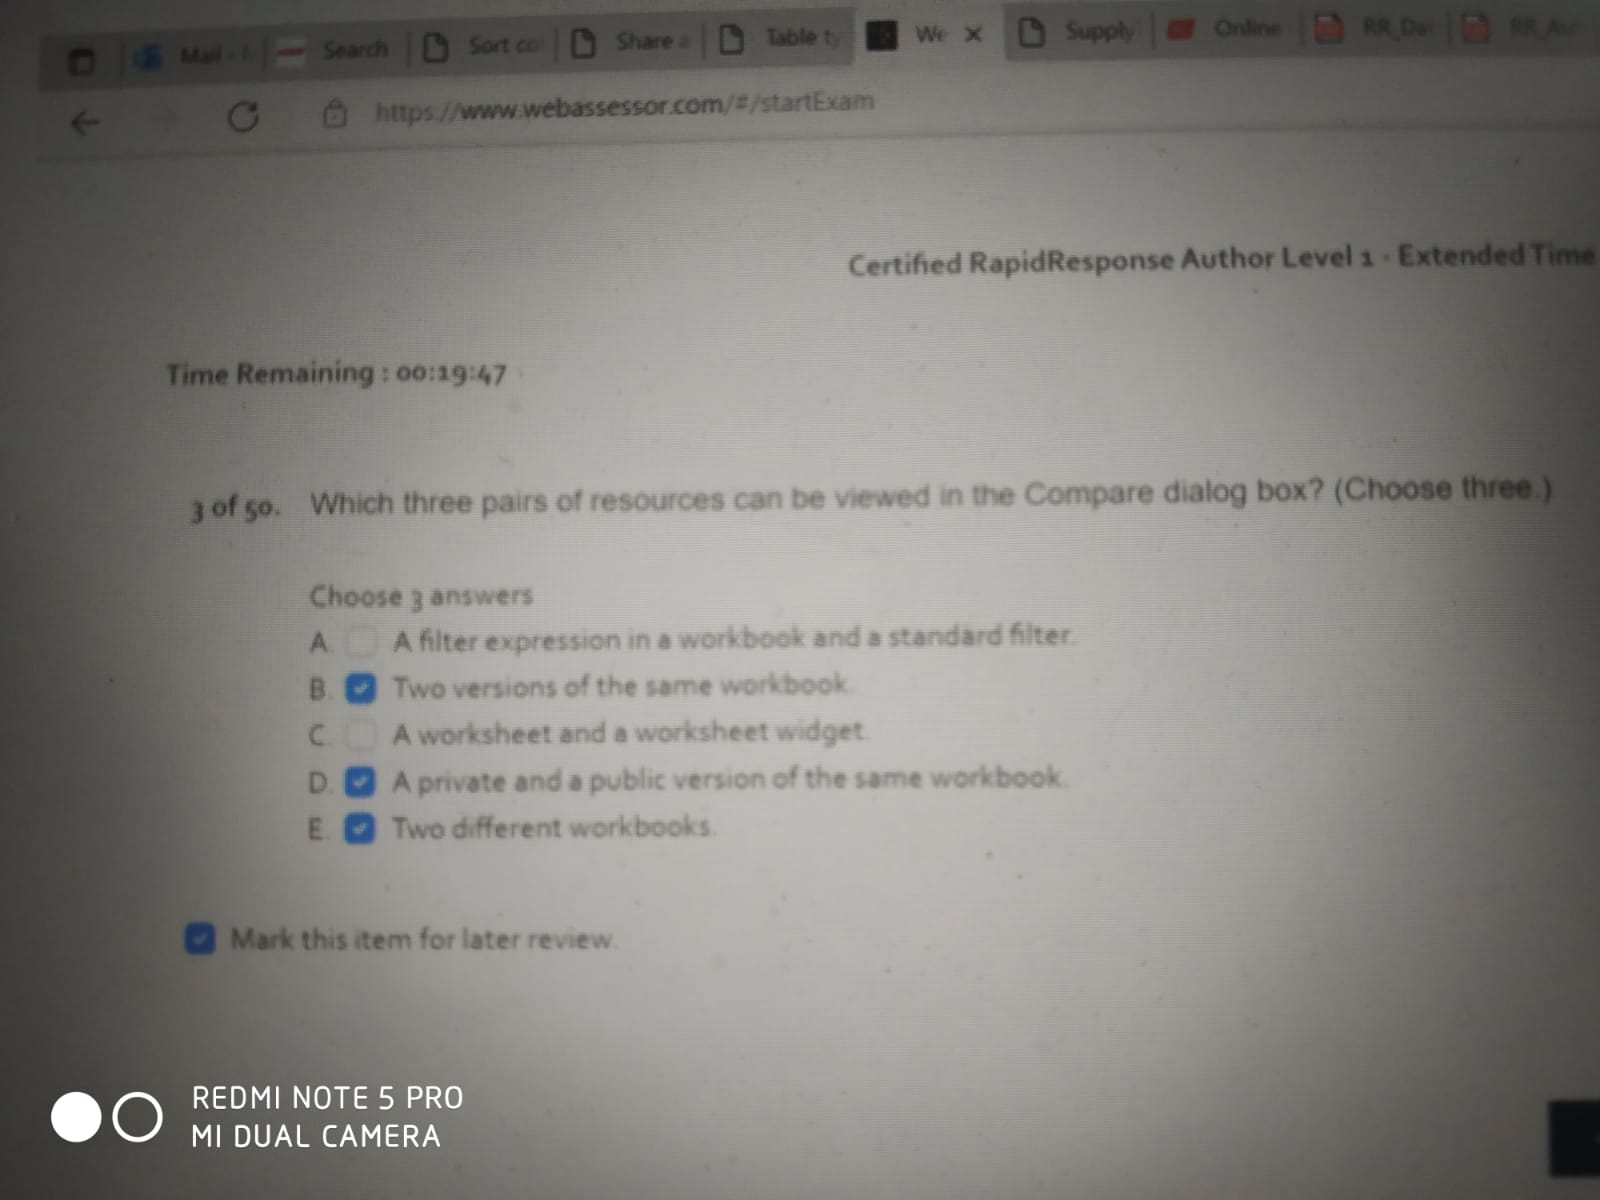 Mail - Search Sort co Share a Table ty We Supply Online RR_Da
https://www.webassessor.com/#/startExam
Certified RapidResponse Author Level 1 - Extended Time
Time Remaining : 00:19:47
3 of 50. Which three pairs of resources can be viewed in the Compare dialog box? (Choose three.)
Choose 3 answers
A. A filter expression in a workbook and a standard filter.
B. Two versions of the same workbook.
C. A worksheet and a worksheet widget.
D. A private and a public version of the same workbook.
E. Two different workbooks.
Mark this item for later review.
REDMI NOTE 5 PRO
MI DUAL CAMERA